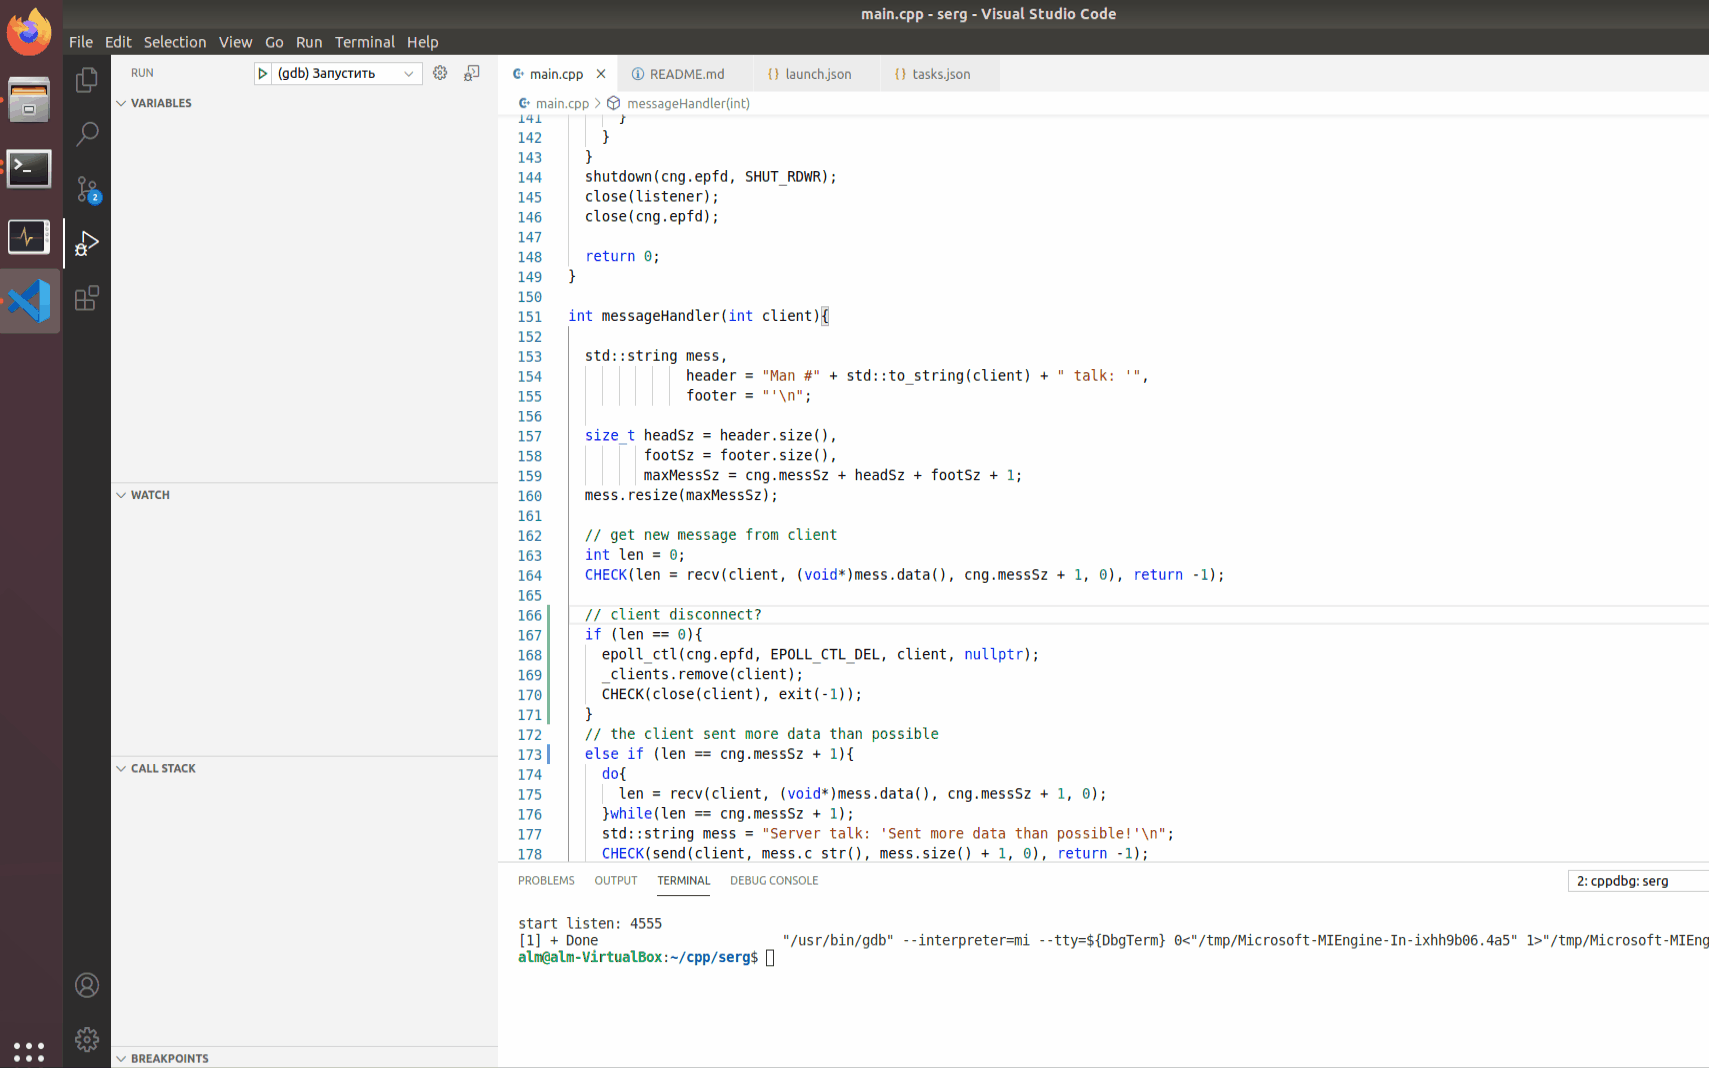 main.cpp - serg - Visual Studio Code
File Edit Selection View Go Run Terminal Help
RUN (gdb) Запустить
main.cpp README.md {} launch.json {} tasks.json
main.cpp > messageHandler(int)
VARIABLES
141 }
142 }
143 }
144 shutdown(cng.epfd, SHUT_RDWR);
145 close(listener);
146 close(cng.epfd);
147
148 return 0;
149 }
150
151 int messageHandler(int client){
152
153 std::string mess,
154 header = "Man #" + std::to_string(client) + " talk: '",
155 footer = "'\n";
156
157 size_t headSz = header.size(),
158 footSz = footer.size(),
159 maxMessSz = cng.messSz + headSz + footSz + 1;
160 mess.resize(maxMessSz);
161
162 // get new message from client
163 int len = 0;
164 CHECK(len = recv(client, (void*)mess.data(), cng.messSz + 1, 0), return -1);
165
166 // client disconnect?
167 if (len == 0){
168 epoll_ctl(cng.epfd, EPOLL_CTL_DEL, client, nullptr);
169 _clients.remove(client);
170 CHECK(close(client), exit(-1));
171 }
172 // the client sent more data than possible
173 else if (len == cng.messSz + 1){
174 do{
175 len = recv(client, (void*)mess.data(), cng.messSz + 1, 0);
176 }while(len == cng.messSz + 1);
177 std::string mess = "Server talk: 'Sent more data than possible!'\n";
178 CHECK(send(client, mess.c_str(), mess.size() + 1, 0), return -1);
2
WATCH
CALL STACK
BREAKPOINTS
PROBLEMS OUTPUT TERMINAL DEBUG CONSOLE 2: cppdbg: serg
start listen: 4555
[1] + Done "/usr/bin/gdb" --interpreter=mi --tty=${DbgTerm} 0<"/tmp/Microsoft-MIEngine-In-ixhh9b06.4a5" 1>"/tmp/Microsoft-MIEng
alm@alm-VirtualBox:~/cpp/serg$